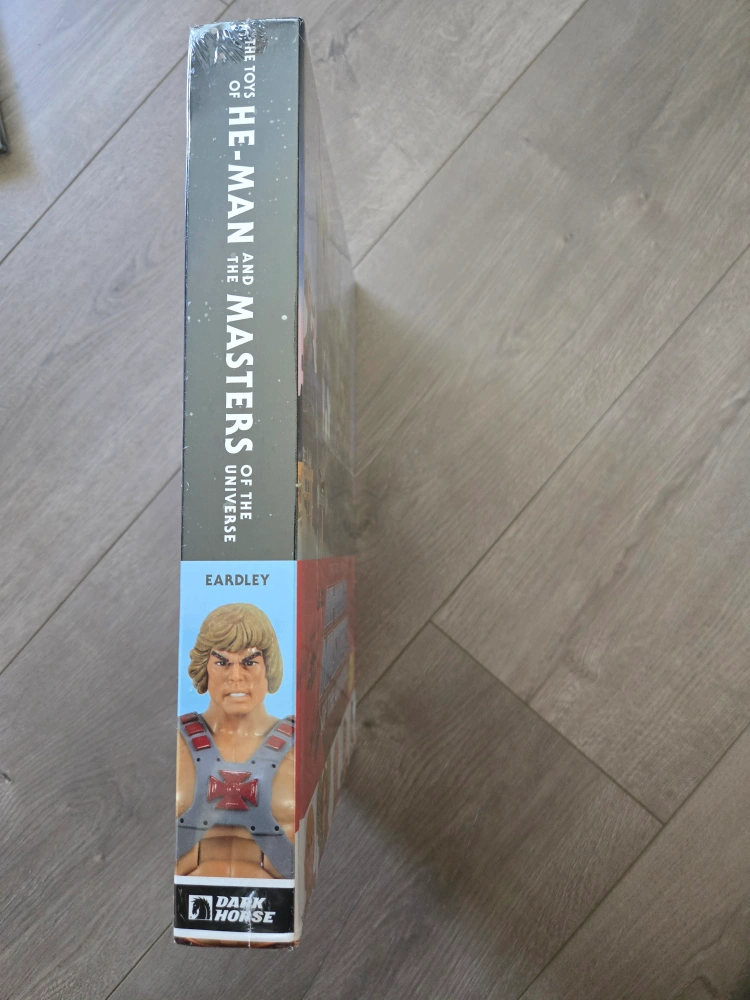 THE TOYS
OF
HE-MAN
AND
THE
MASTERS
OF THE
UNIVERSE
EARDLEY
DARK
HORSE